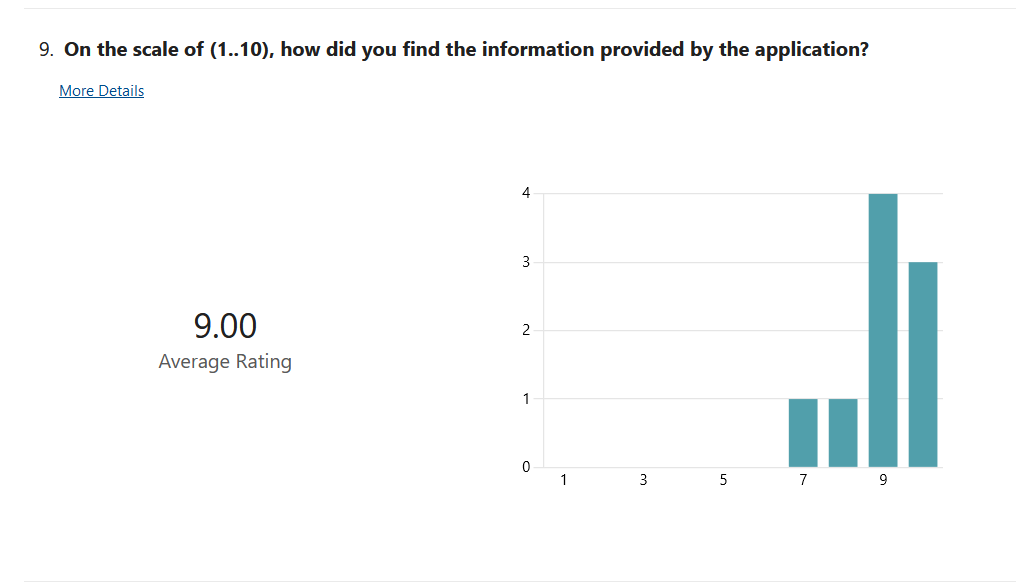 9. On the scale of (1..10), how did you find the information provided by the application?
More Details
9.00
Average Rating
4
3
2
1
0
1 3 5 7 9